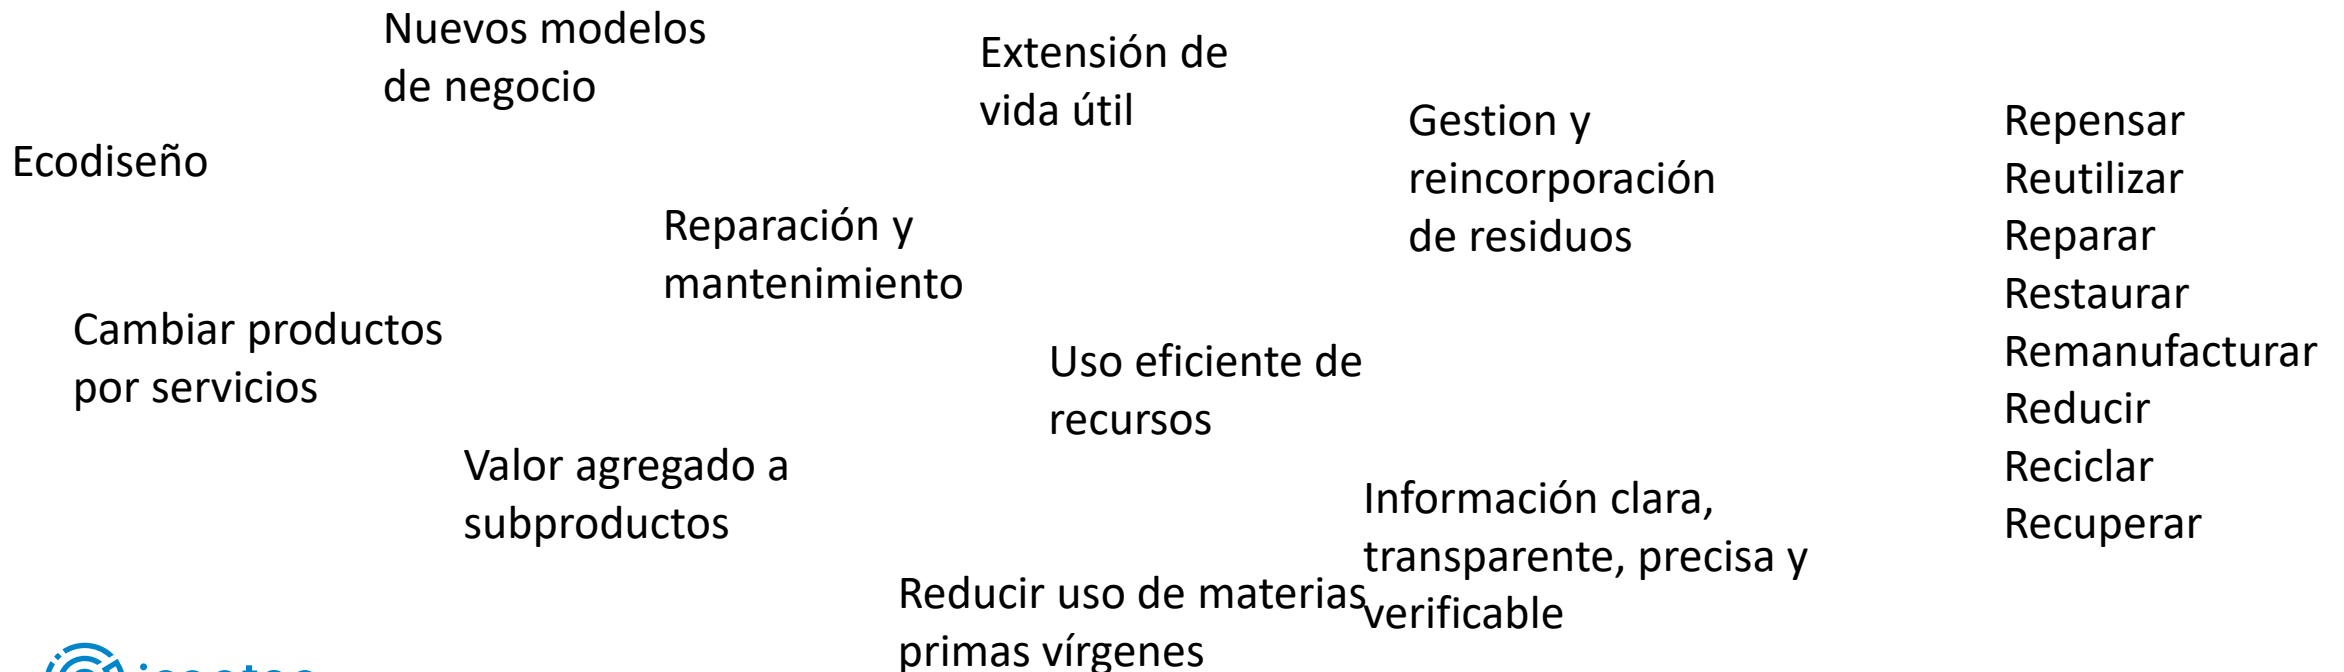 Nuevos modelos
de negocio
Extensión de
vida útil
Ecodiseño
Gestion y
reincorporación
de residuos
Reparación y
mantenimiento
Cambiar productos
por servicios
Uso eficiente de
recursos
Valor agregado a
subproductos
Información clara,
transparente, precisa y
verificable
Reducir uso de materias
primas vírgenes
Repensar
Reutilizar
Reparar
Restaurar
Remanufacturar
Reducir
Reciclar
Recuperar